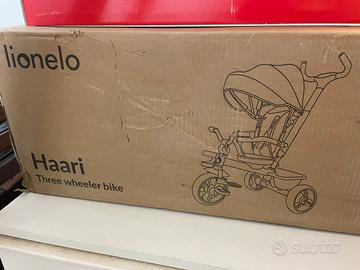 lionelo
Haari
Three wheeler bike
subito